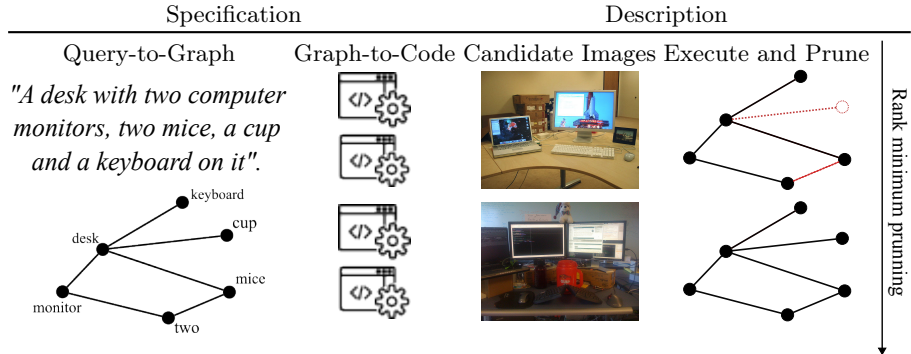 Specification
Description
Query-to-Graph
Graph-to-Code
Candidate Images
Execute and Prune
"A desk with two computer
monitors, two mice, a cup
and a keyboard on it".
</>
</>
</>
</>
keyboard
cup
desk
mice
monitor
two
Rank minimum prunning